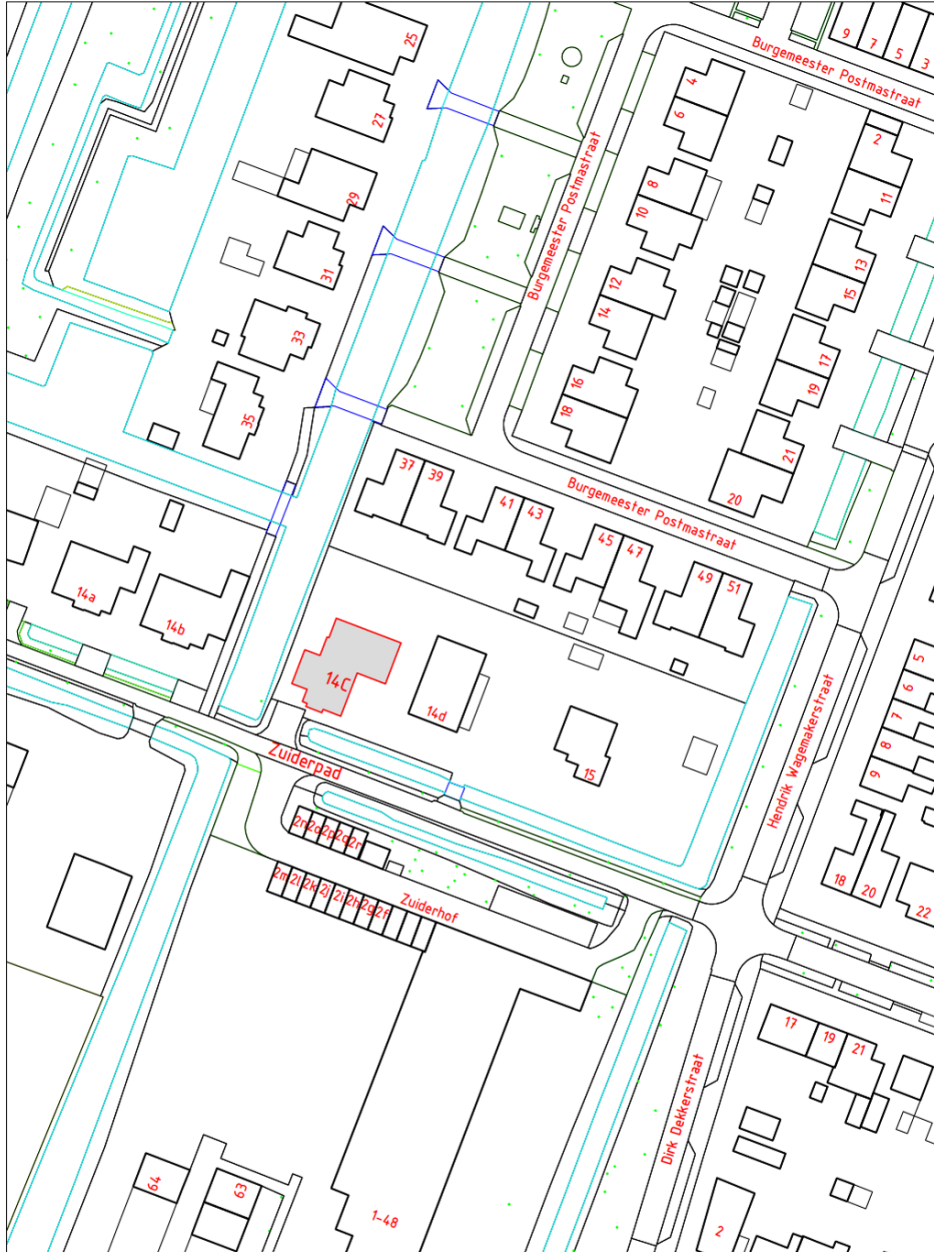 25
9
7
5
3
Burgemeester Postmastraat
4
27
6
2
29
8
11
10
Burgemeester Postmastraat
31
13
12
15
14
33
17
16
19
35
18
21
37
39
20
41
43
Burgemeester Postmastraat
45
47
49
51
14a
14b
5
6
14C
7
14d
8
Zuiderpad
15
9
Hendrik Wagemakerstraat
2n
2o
2p
2q
2r
2m
2l
2k
2j
2i
2h
2g
2f
Zuiderhof
18
20
22
17
19
21
Dirk Dekkerstraat
64
63
1-48
2